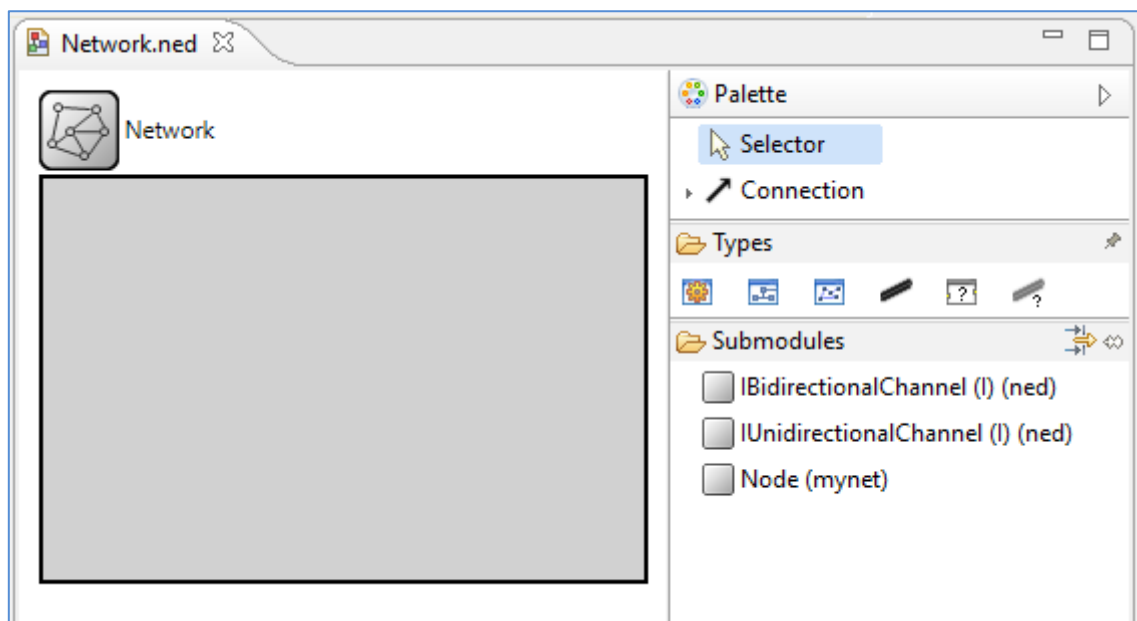 Network.ned
Network
Palette
Selector
Connection
Types
?
?
Submodules
IBidirectionalChannel (I) (ned)
IUnidirectionalChannel (I) (ned)
Node (mynet)